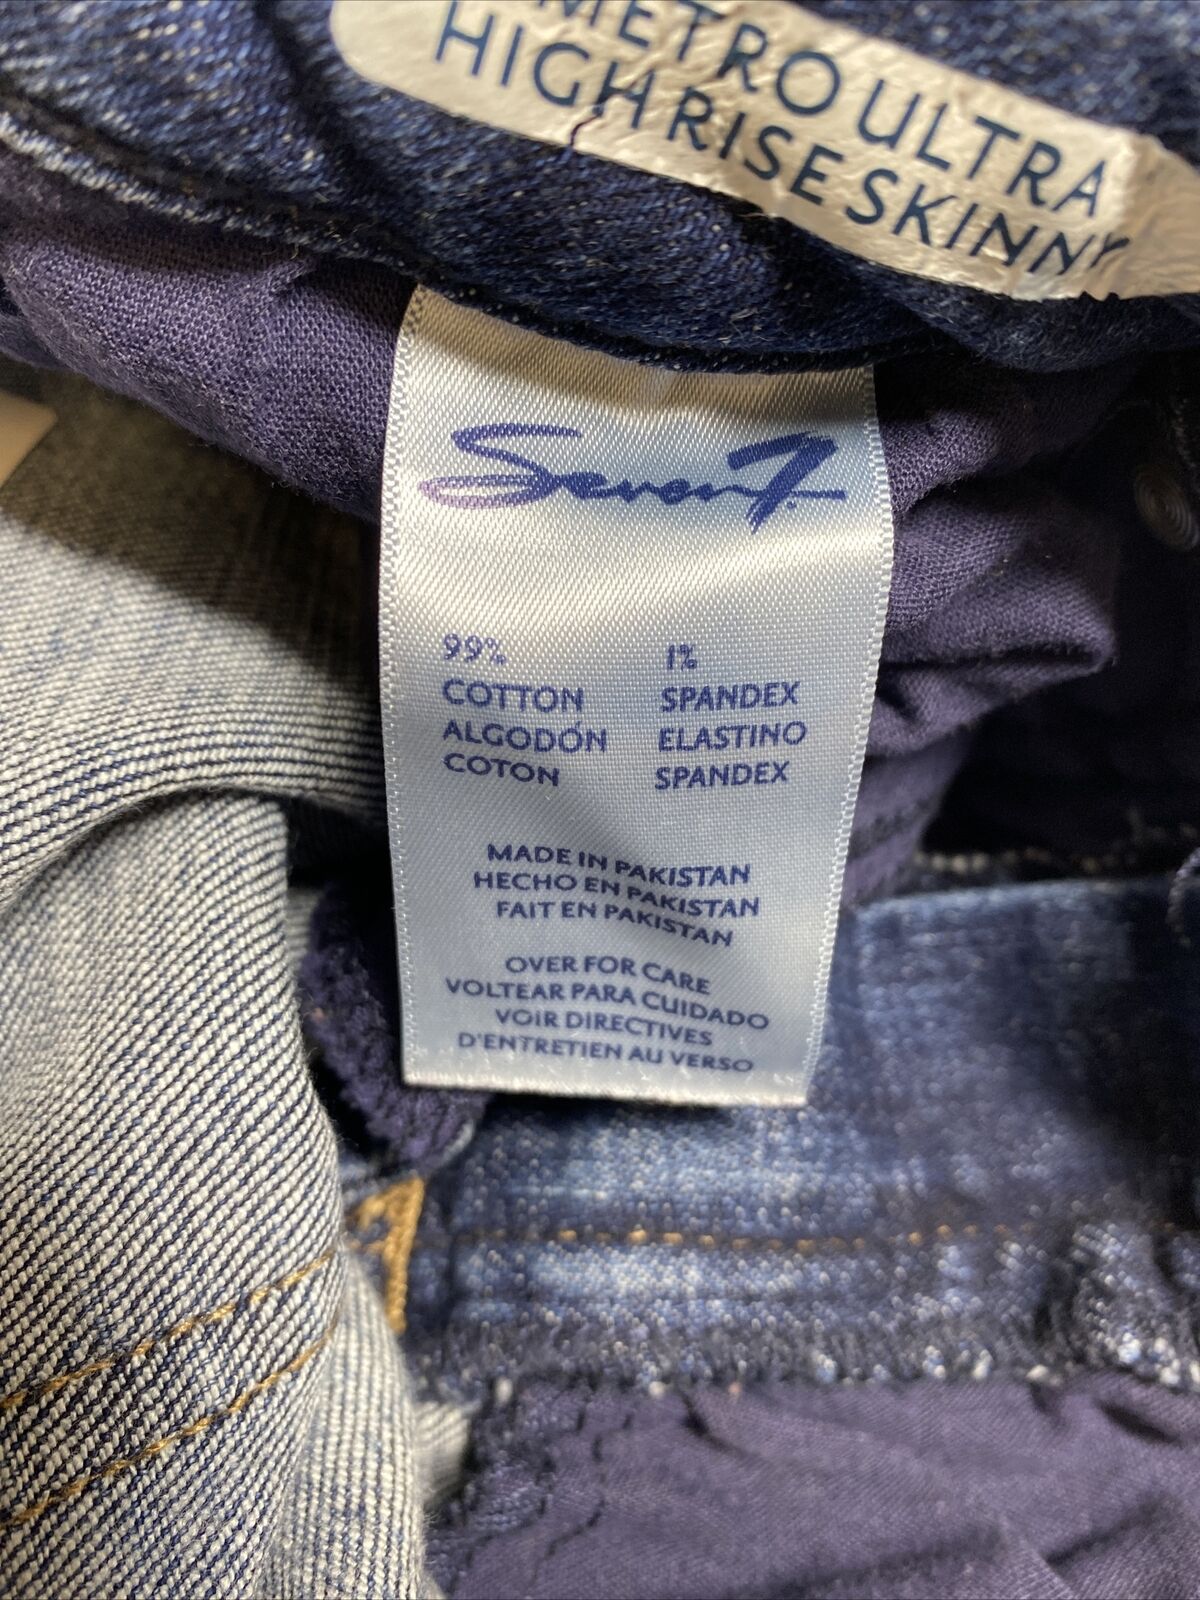 METRO ULTRA
HIGH RISE SKINNY
Seven7
99% 1%
COTTON SPANDEX
ALGODÓN ELASTINO
COTON SPANDEX
MADE IN PAKISTAN
HECHO EN PAKISTAN
FAIT EN PAKISTAN
OVER FOR CARE
VOLTEAR PARA CUIDADO
VOIR DIRECTIVES
D'ENTRETIEN AU VERSO